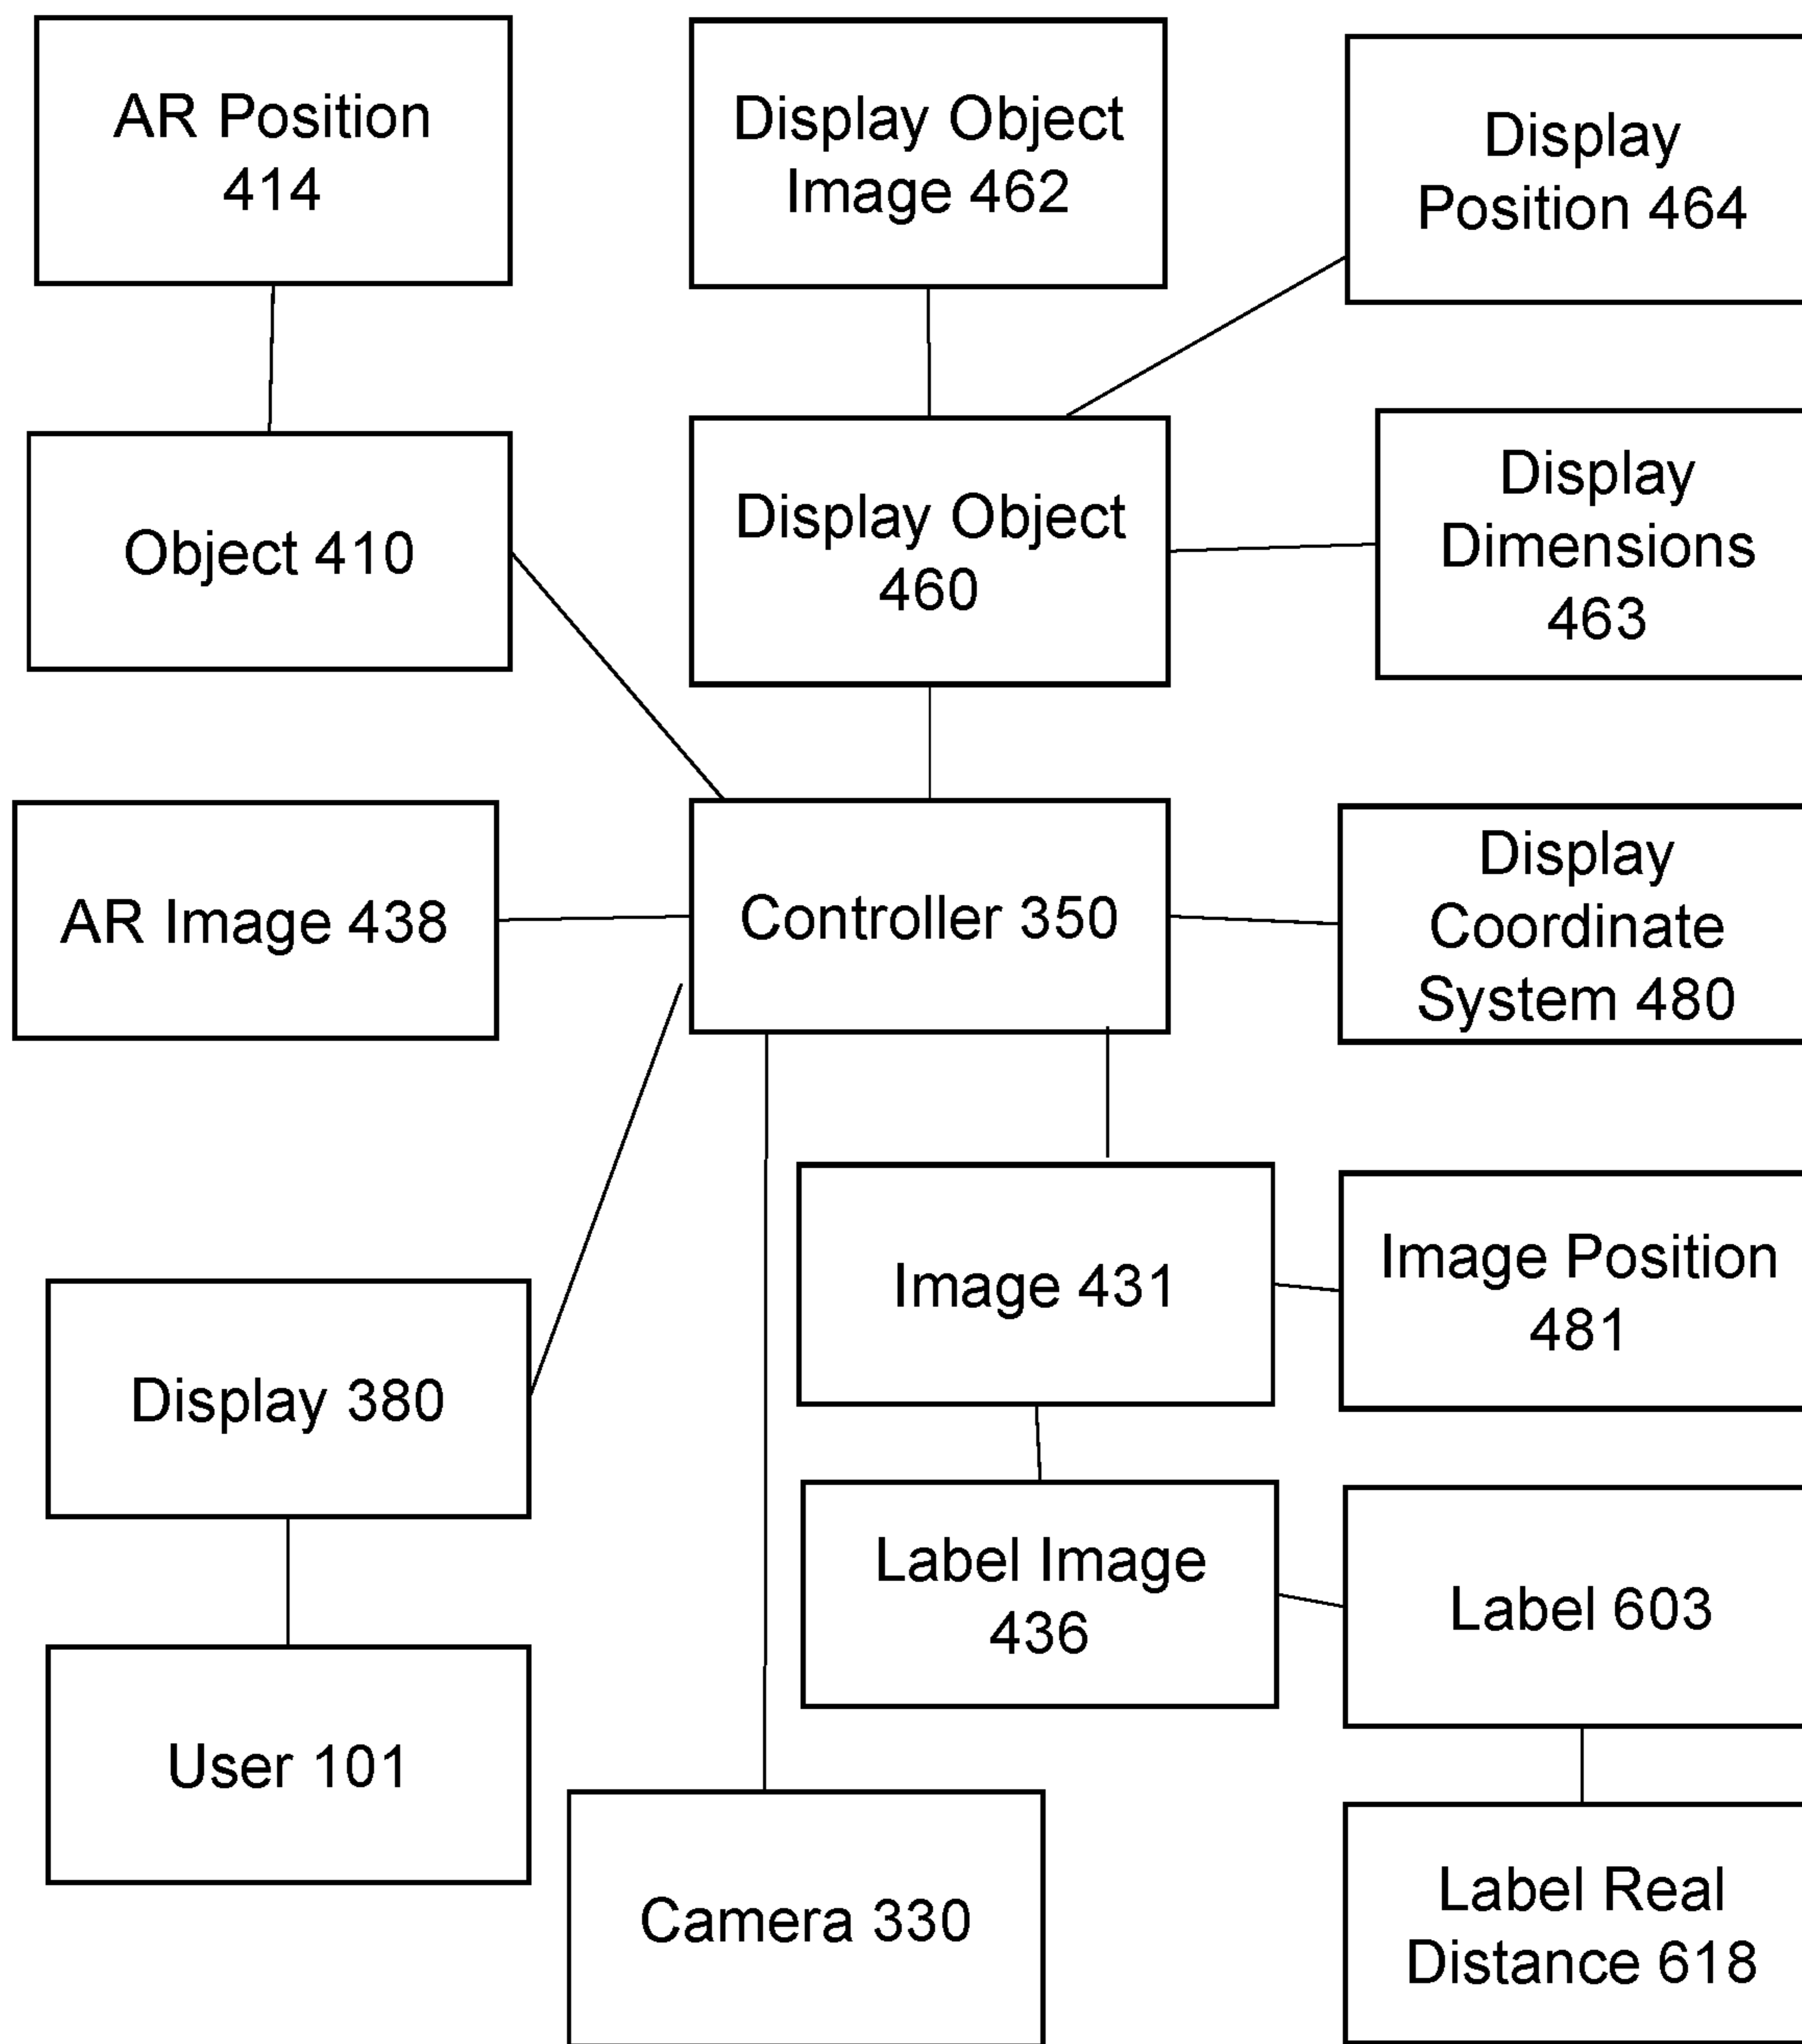 AR Position
414
Display Object
Image 462
Display
Position 464
Object 410
Display Object
460
Display
Dimensions
463
AR Image 438
Controller 350
Display
Coordinate
System 480
Display 380
Image 431
Image Position
481
User 101
Label Image
436
Label 603
Camera 330
Label Real
Distance 618